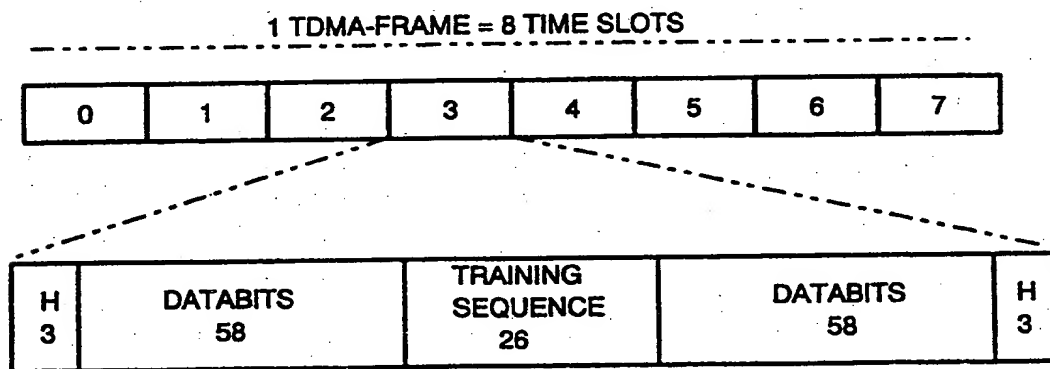 1 TDMA-FRAME = 8 TIME SLOTS
0 1 2 3 4 5 6 7
H 3
DATABITS
58
TRAINING
SEQUENCE
26
DATABITS
58
H
3